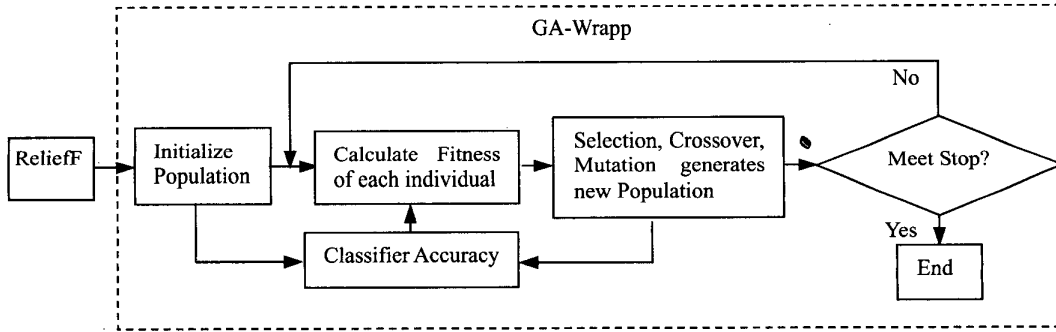 GA-Wrapp
No
ReliefF
Initialize
Population
Calculate Fitness
of each individual
Selection, Crossover,
Mutation generates
new Population
Meet Stop?
Classifier Accuracy
Yes
End